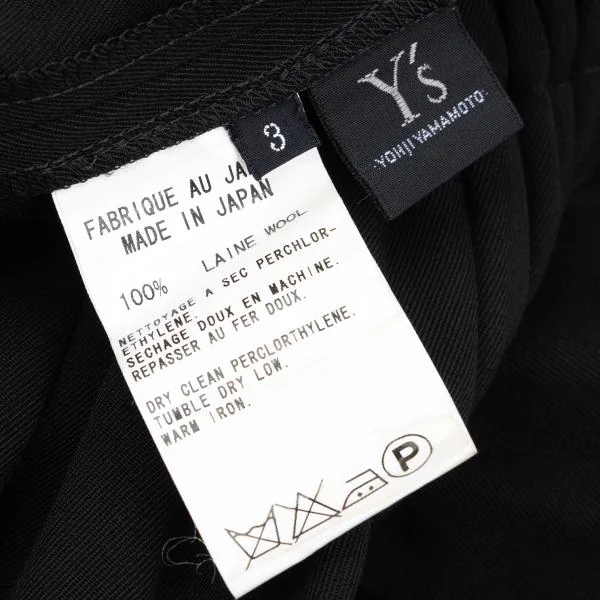 Y's
YOHJI YAMAMOTO
3
FABRIQUE AU JA
MADE IN JAPAN
100% LAINE WOOL
NETTOYAGE A SEC PERCHLOR-
ETHYLENE.
SECHAGE DOUX EN MACHINE.
REPASSER AU FER DOUX.
DRY CLEAN PERCLORTHYLENE.
TUMBLE DRY LOW.
WARM IRON.
P